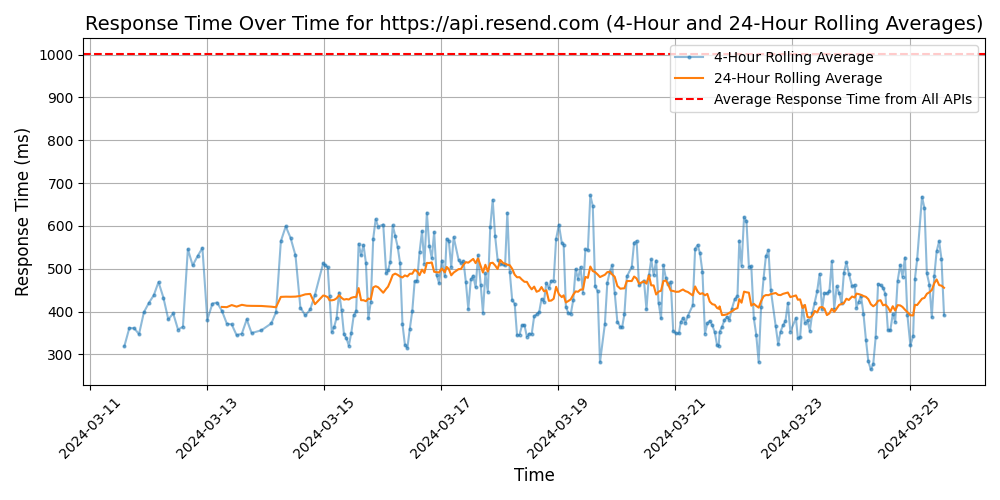 Response Time Over Time for https://api.resend.com (4-Hour and 24-Hour Rolling Averages)
4-Hour Rolling Average
24-Hour Rolling Average
Average Response Time from All APIs
Response Time (ms)
1000
900
800
700
600
500
400
300
2024-03-11
2024-03-13
2024-03-15
2024-03-17
2024-03-19
2024-03-21
2024-03-23
2024-03-25
Time